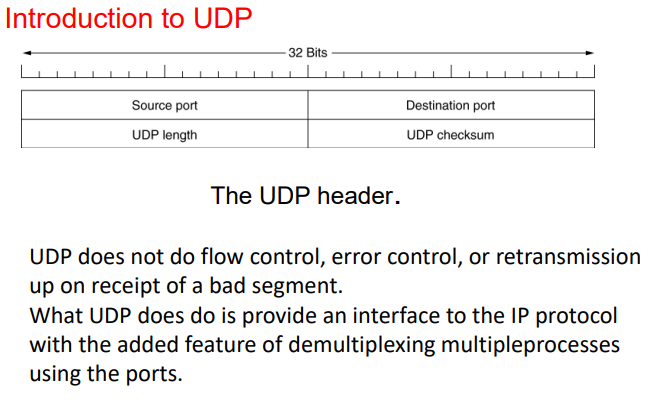 Introduction to UDP
32 Bits
Source port
Destination port
UDP length
UDP checksum
The UDP header.
UDP does not do flow control, error control, or retransmission
up on receipt of a bad segment.
What UDP does do is provide an interface to the IP protocol
with the added feature of demultiplexing multipleprocesses
using the ports.